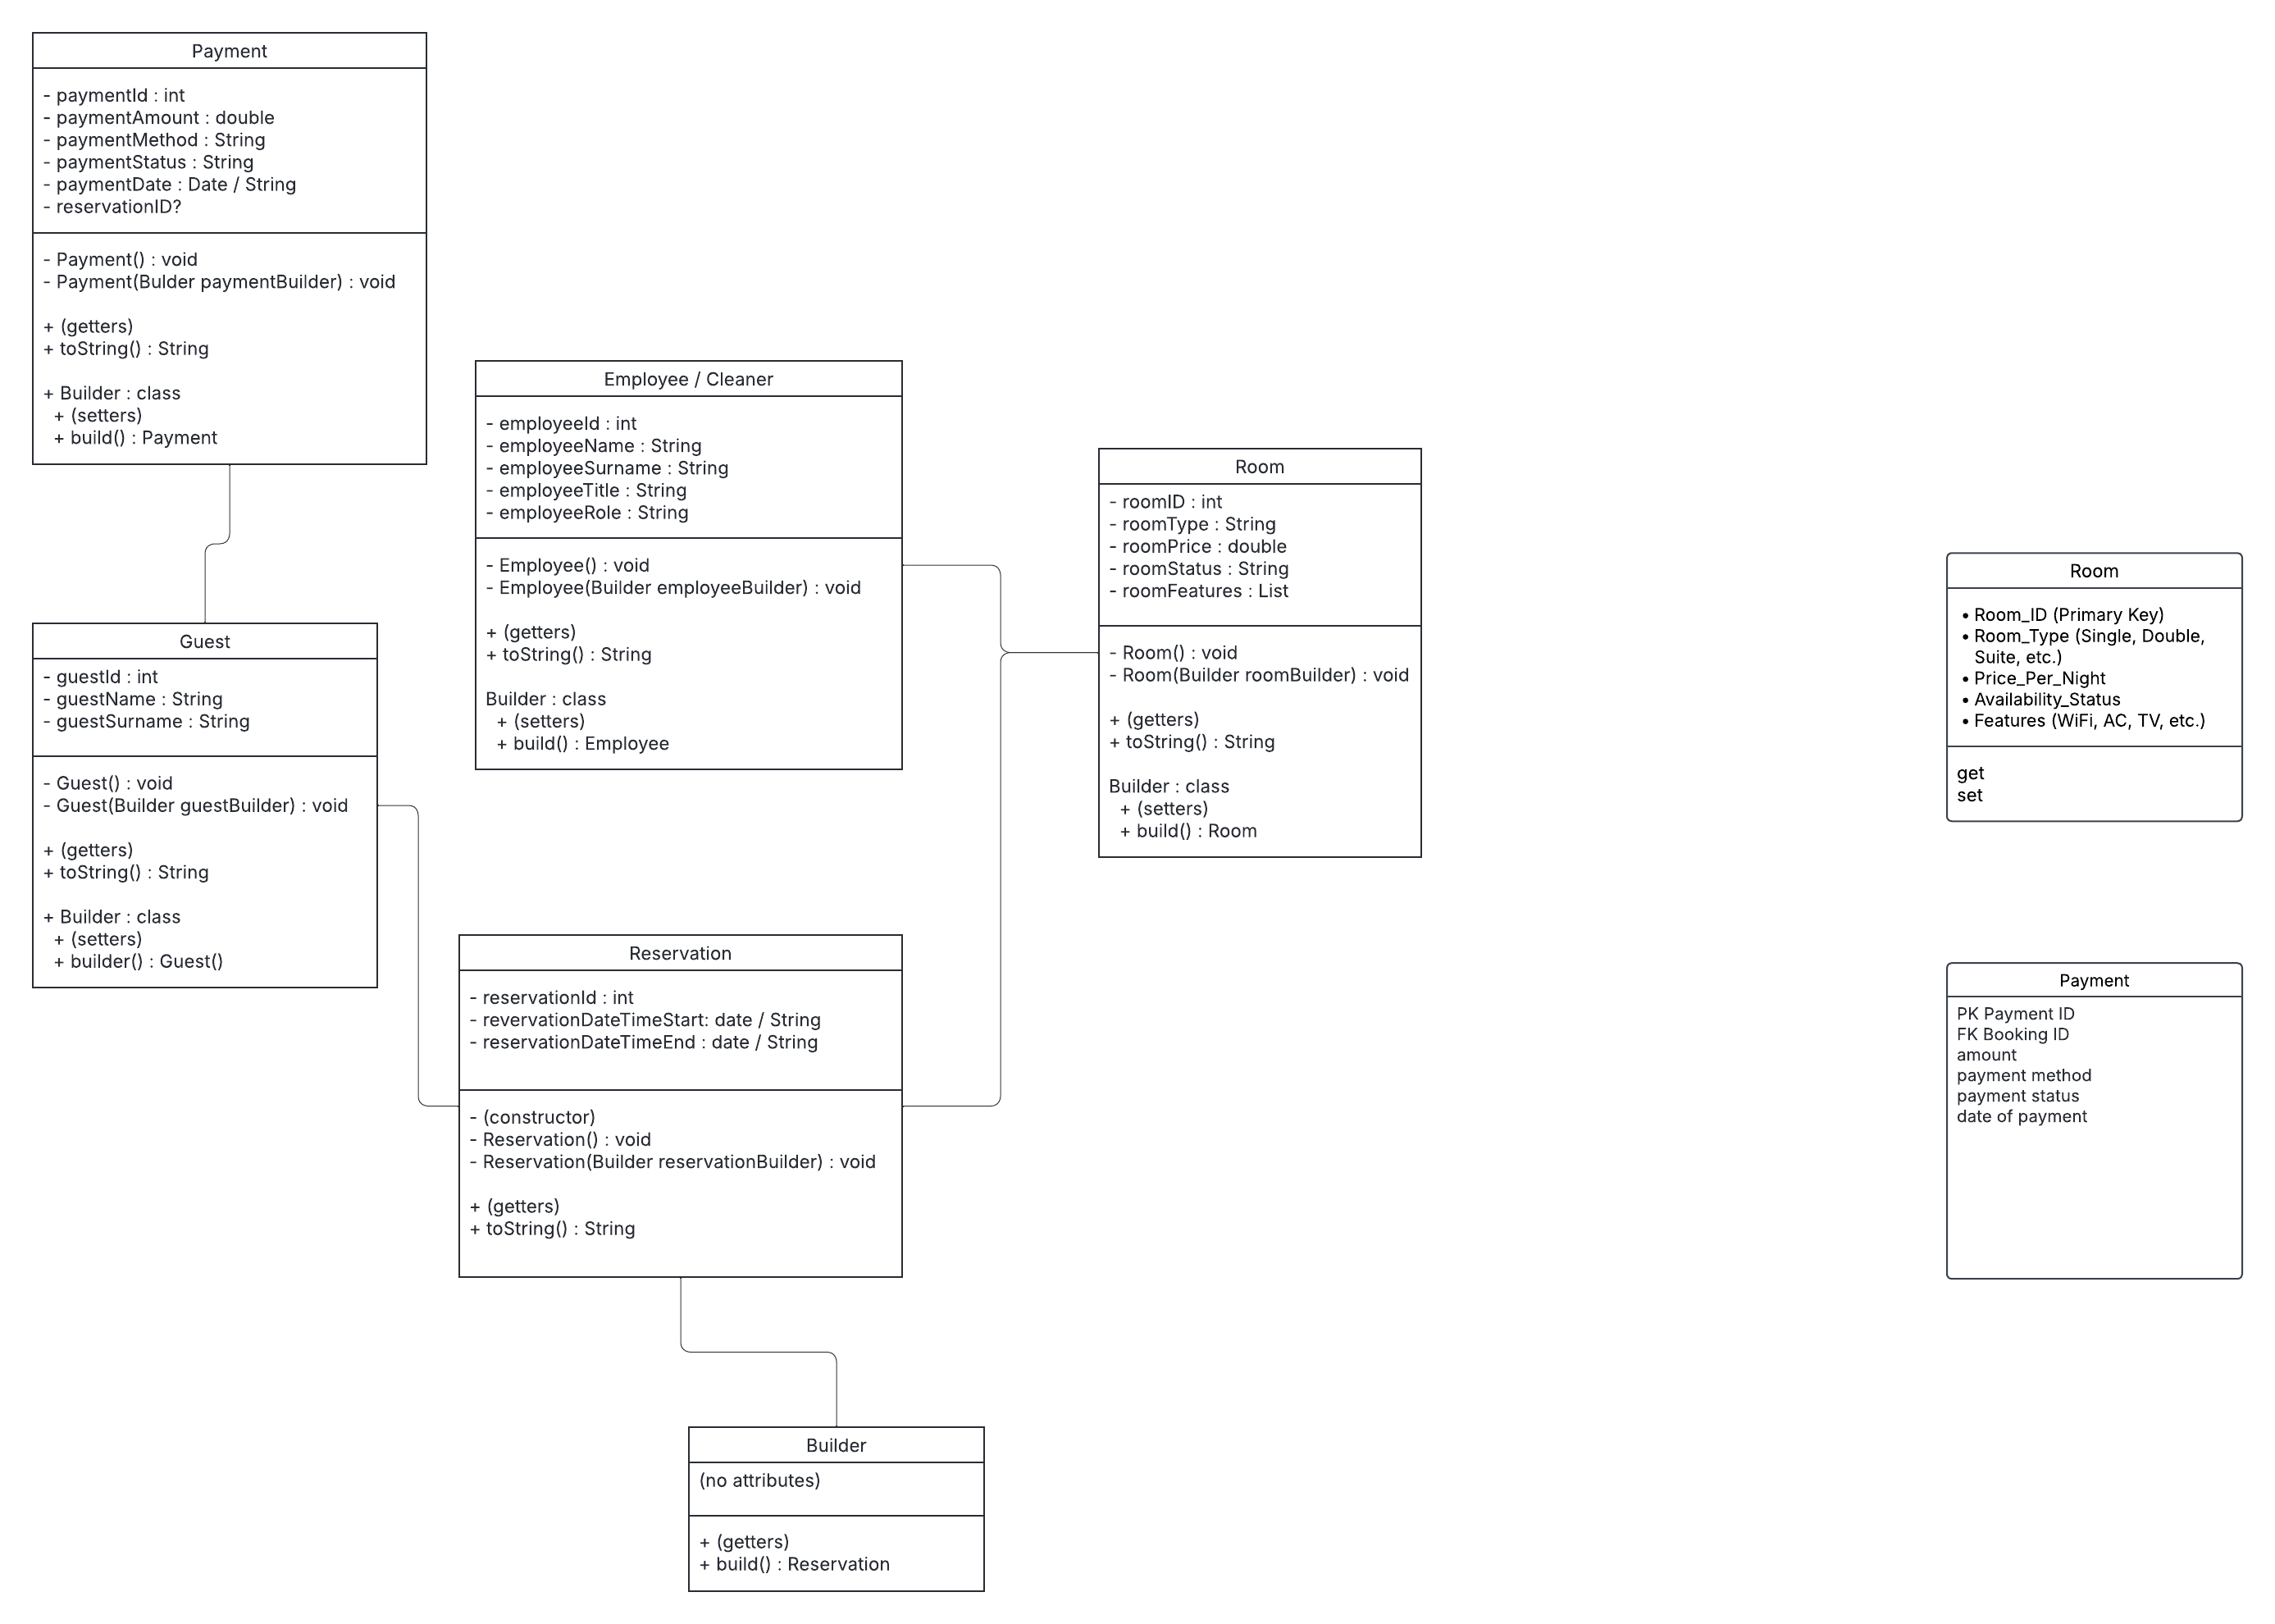 Payment
- paymentId : int
- paymentAmount : double
- paymentMethod : String
- paymentStatus : String
- paymentDate : Date / String
- reservationID?
- Payment() : void
- Payment(Bulder paymentBuilder) : void
+ (getters)
+ toString() : String
+ Builder : class
+ (setters)
+ build() : Payment
Guest
- guestId : int
- guestName : String
- guestSurname : String
- Guest() : void
- Guest(Builder guestBuilder) : void
+ (getters)
+ toString() : String
+ Builder : class
+ (setters)
+ builder() : Guest()
Employee / Cleaner
- employeeId : int
- employeeName : String
- employeeSurname : String
- employeeTitle : String
- employeeRole : String
- Employee() : void
- Employee(Builder employeeBuilder) : void
+ (getters)
+ toString() : String
Builder : class
+ (setters)
+ build() : Employee
Reservation
- reservationId : int
- revervationDateTimeStart: date / String
- reservationDateTimeEnd : date / String
- (constructor)
- Reservation() : void
- Reservation(Builder reservationBuilder) : void
+ (getters)
+ toString() : String
Builder
(no attributes)
+ (getters)
+ build() : Reservation
Room
- roomID : int
- roomType : String
- roomPrice : double
- roomStatus : String
- roomFeatures : List
- Room() : void
- Room(Builder roomBuilder) : void
+ (getters)
+ toString() : String
Builder : class
+ (setters)
+ build() : Room
Room
• Room_ID (Primary Key)
• Room_Type (Single, Double,
Suite, etc.)
• Price_Per_Night
• Availability_Status
• Features (WiFi, AC, TV, etc.)
get
set
Payment
PK Payment ID
FK Booking ID
amount
payment method
payment status
date of payment